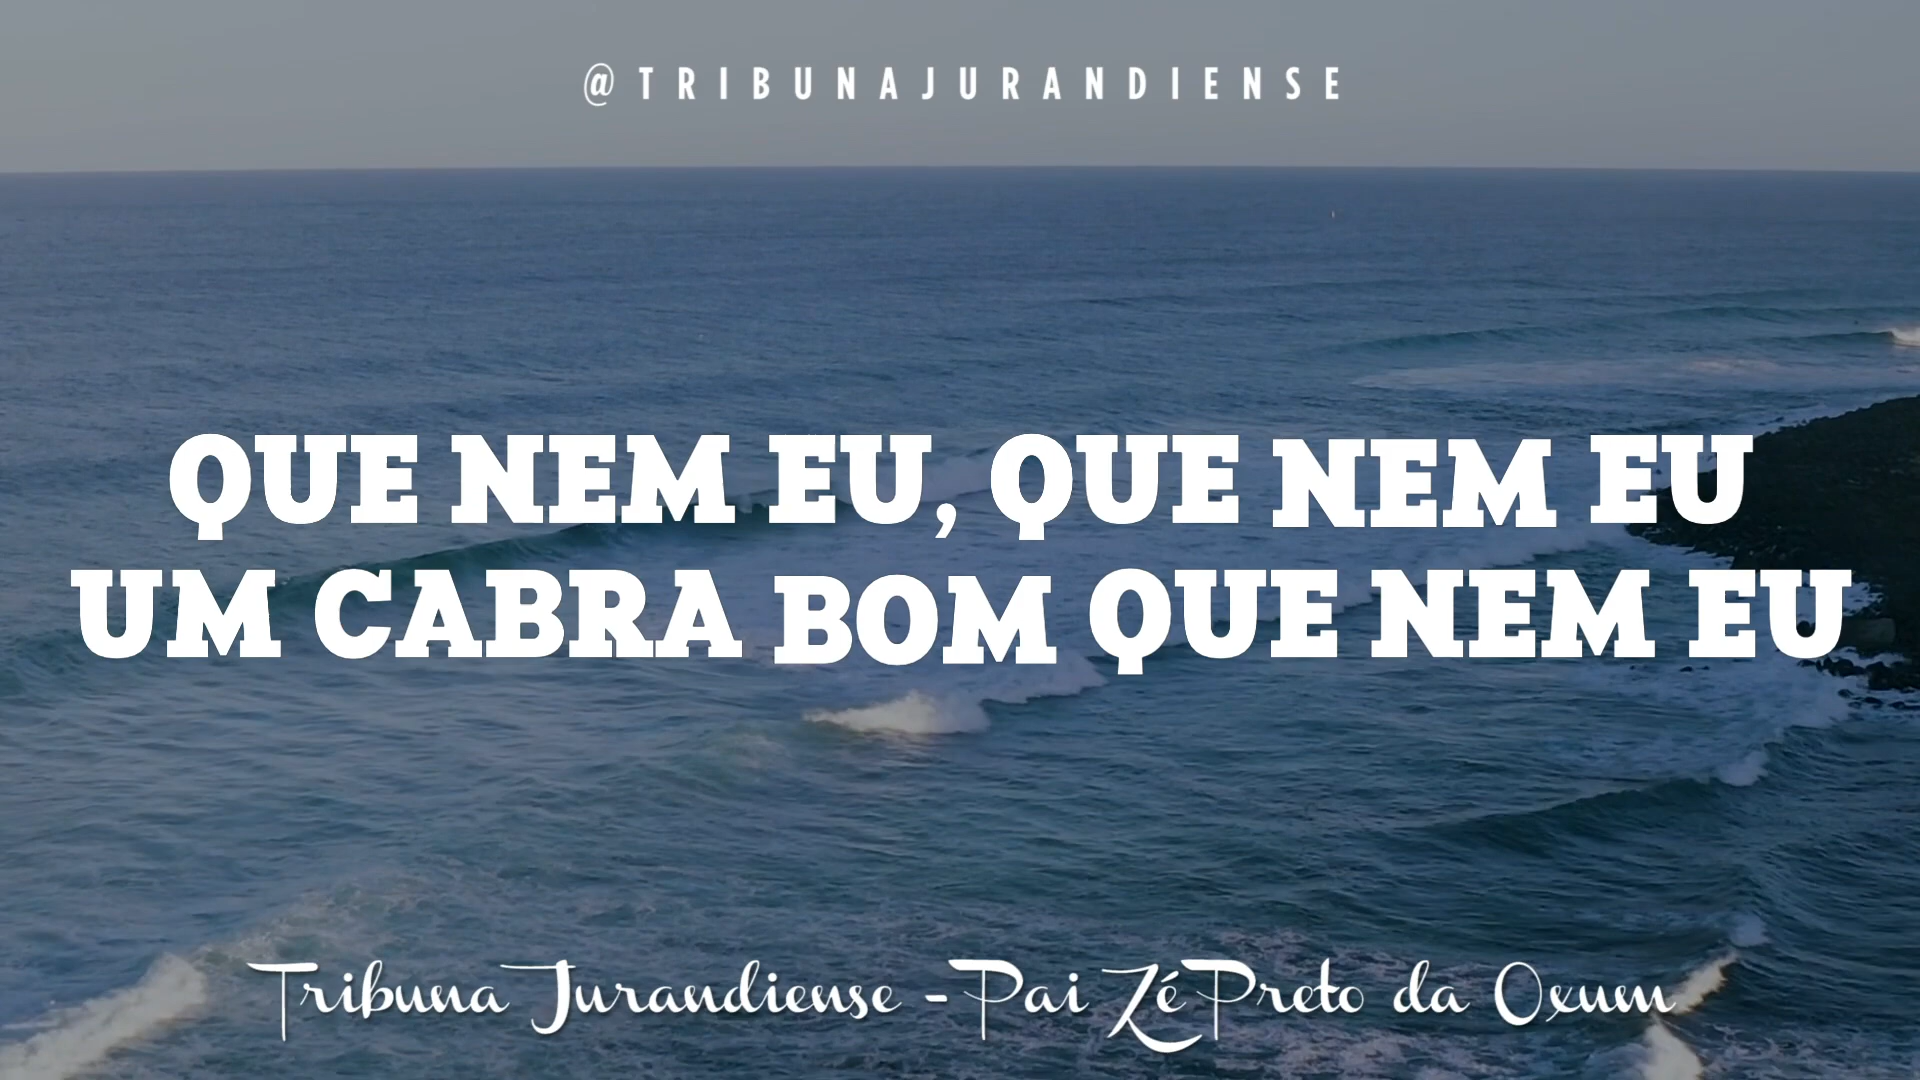 @TRIBUNAJURANDIENSE
QUE NEM EU, QUE NEM EU
UM CABRA BOM QUE NEM EU
Tribuna Jurandiense - Pai Zé Preto da Oxum